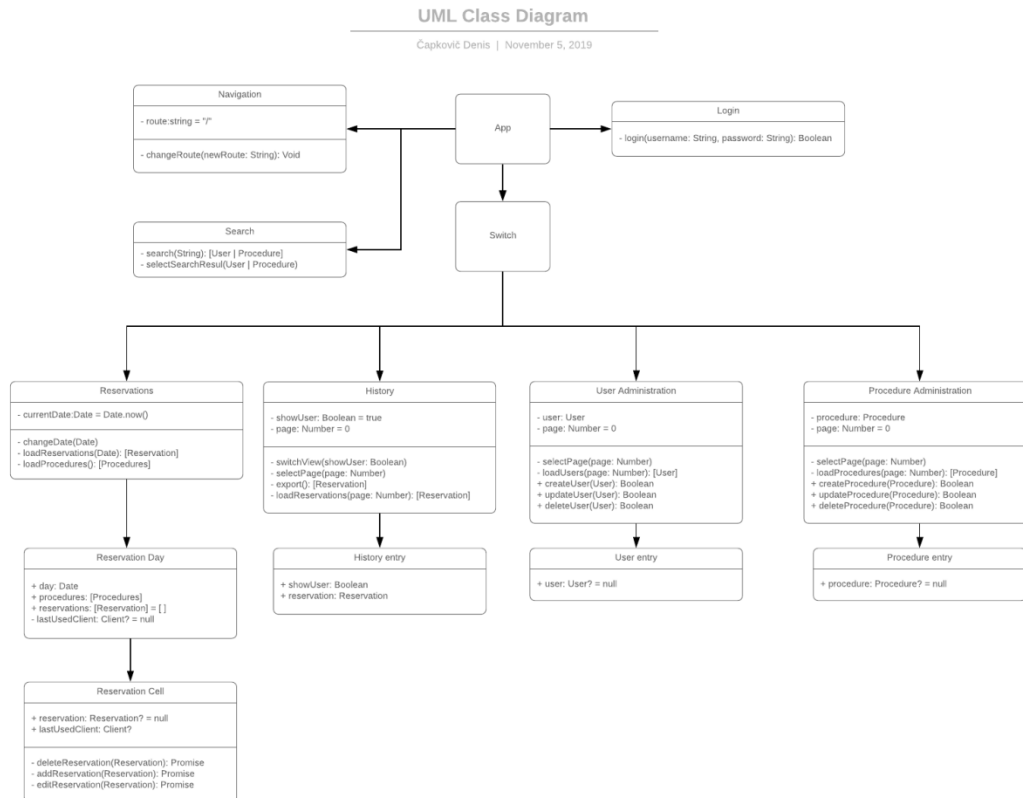 UML Class Diagram
Čapkovič Denis | November 5, 2019
Navigation
- route:string = "/"
- changeRoute(newRoute: String): Void
App
Login
- login(username: String, password: String): Boolean
Search
- search(String): [User | Procedure]
- selectSearchResul(User | Procedure)
Switch
Reservations
- currentDate:Date = Date.now()
- changeDate(Date)
- loadReservations(Date): [Reservation]
- loadProcedures(): [Procedures]
History
- showUser: Boolean = true
- page: Number = 0
- switchView(showUser: Boolean)
- selectPage(page: Number)
- export(): [Reservation]
- loadReservations(page: Number): [Reservation]
User Administration
- user: User
- page: Number = 0
- selectPage(page: Number)
- loadUsers(page: Number): [User]
+ createUser(User): Boolean
+ updateUser(User): Boolean
+ deleteUser(User): Boolean
Procedure Administration
- procedure: Procedure
- page: Number = 0
- selectPage(page: Number)
- loadProcedures(page: Number): [Procedure]
+ createProcedure(Procedure): Boolean
+ updateProcedure(Procedure): Boolean
+ deleteProcedure(Procedure): Boolean
Reservation Day
+ day: Date
+ procedures: [Procedures]
+ reservations: [Reservation] = [ ]
- lastUsedClient: Client? = null
History entry
+ showUser: Boolean
+ reservation: Reservation
User entry
+ user: User? = null
Procedure entry
+ procedure: Procedure? = null
Reservation Cell
+ reservation: Reservation? = null
+ lastUsedClient: Client?
- deleteReservation(Reservation): Promise
- addReservation(Reservation): Promise
- editReservation(Reservation): Promise